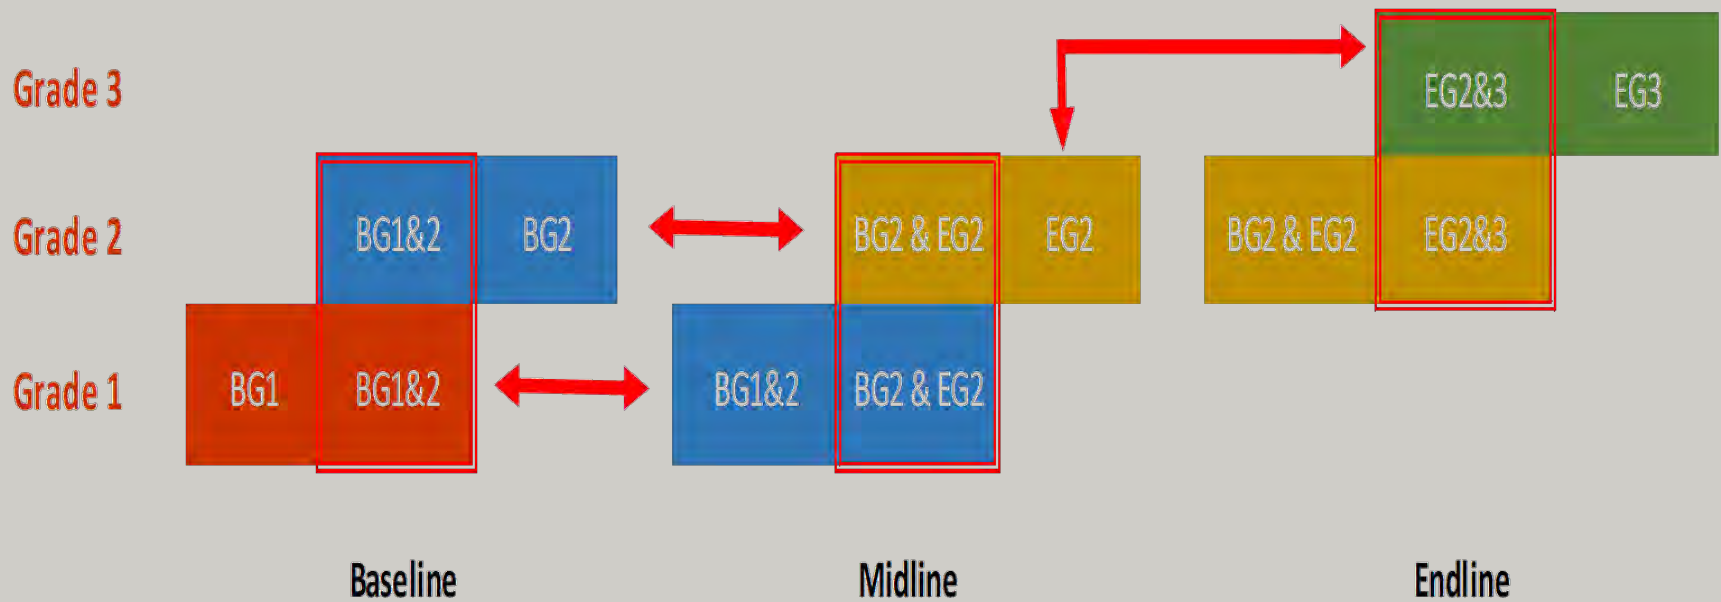 Grade 3
EG2&3
EG3
Grade 2
BG1&2
BG2
BG2 & EG2
EG2
BG2 & EG2
EG2&3
Grade 1
BG1
BG1&2
BG1&2
BG2 & EG2
Baseline
Midline
Endline